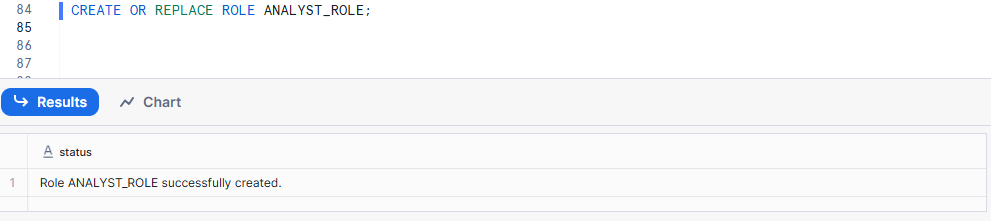 84 CREATE OR REPLACE ROLE ANALYST_ROLE;
85
86
87
Results Chart
A status
1 Role ANALYST_ROLE successfully created.